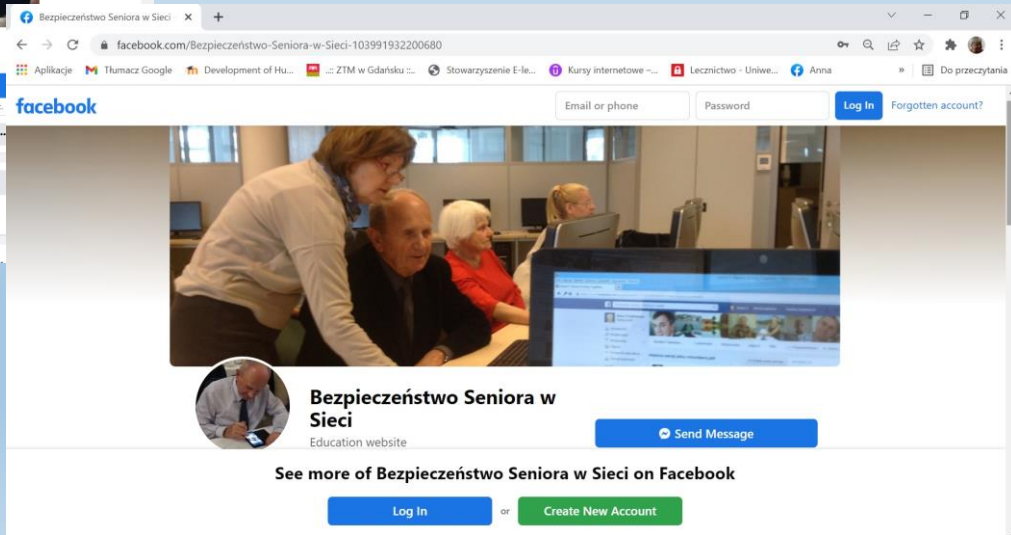 Bezpieczeństwo Seniora w Sieci
facebook.com/Bezpieczeństwo-Seniora-w-Sieci-103991932200680
Aplikacje Tłumacz Google Development of Hu... ..:: ZTM w Gdańsku ::.. Stowarzyszenie E-le... Kursy internetowe –... Lecznictwo - Uniwe... Anna » Do przeczytania
facebook Email or phone Password Log In Forgotten account?
Bezpieczeństwo Seniora w
Sieci
Education website
Send Message
See more of Bezpieczeństwo Seniora w Sieci on Facebook
Log In or Create New Account